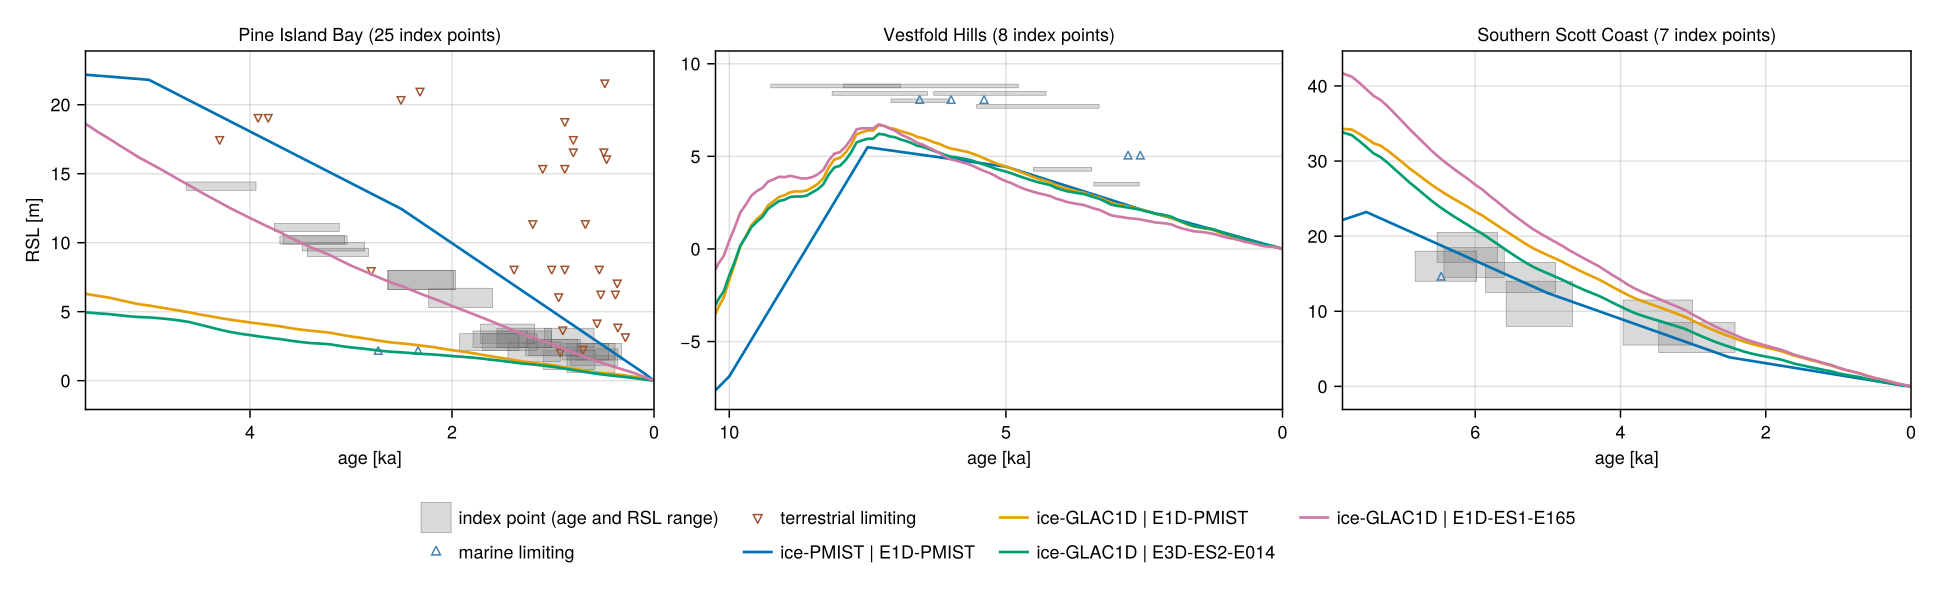 Pine Island Bay (25 index points)
Vestfold Hills (8 index points)
Southern Scott Coast (7 index points)
RSL [m]
20
15
10
5
0
4
2
0
age [ka]
10
5
0
−5
10
5
0
age [ka]
40
30
20
10
0
6
4
2
0
age [ka]
index point (age and RSL range)
terrestrial limiting
ice-GLAC1D | E1D-PMIST
ice-GLAC1D | E1D-ES1-E165
marine limiting
ice-PMIST | E1D-PMIST
ice-GLAC1D | E3D-ES2-E014